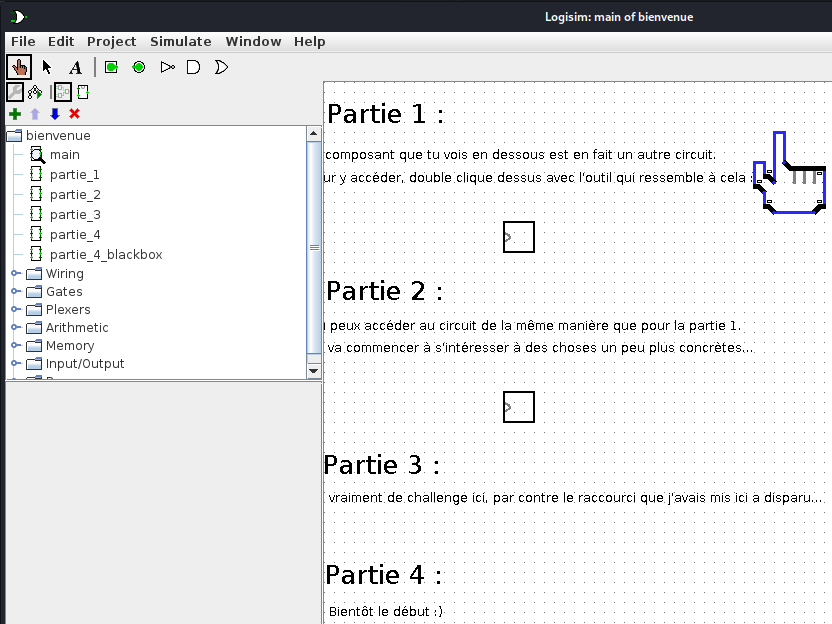 Logisim: main of bienvenue
File Edit Project Simulate Window Help
A
bienvenue
main
partie_1
partie_2
partie_3
partie_4
partie_4_blackbox
Wiring
Gates
Plexers
Arithmetic
Memory
Input/Output
Partie 1 :
composant que tu vois en dessous est en fait un autre circuit.
ur y accéder, double clique dessus avec l'outil qui ressemble à cela :
Partie 2 :
peux accéder au circuit de la même manière que pour la partie 1.
va commencer à s'intéresser à des choses un peu plus concrètes...
Partie 3 :
vraiment de challenge ici, par contre le raccourci que j'avais mis ici a disparu...
Partie 4 :
Bientôt le début :)